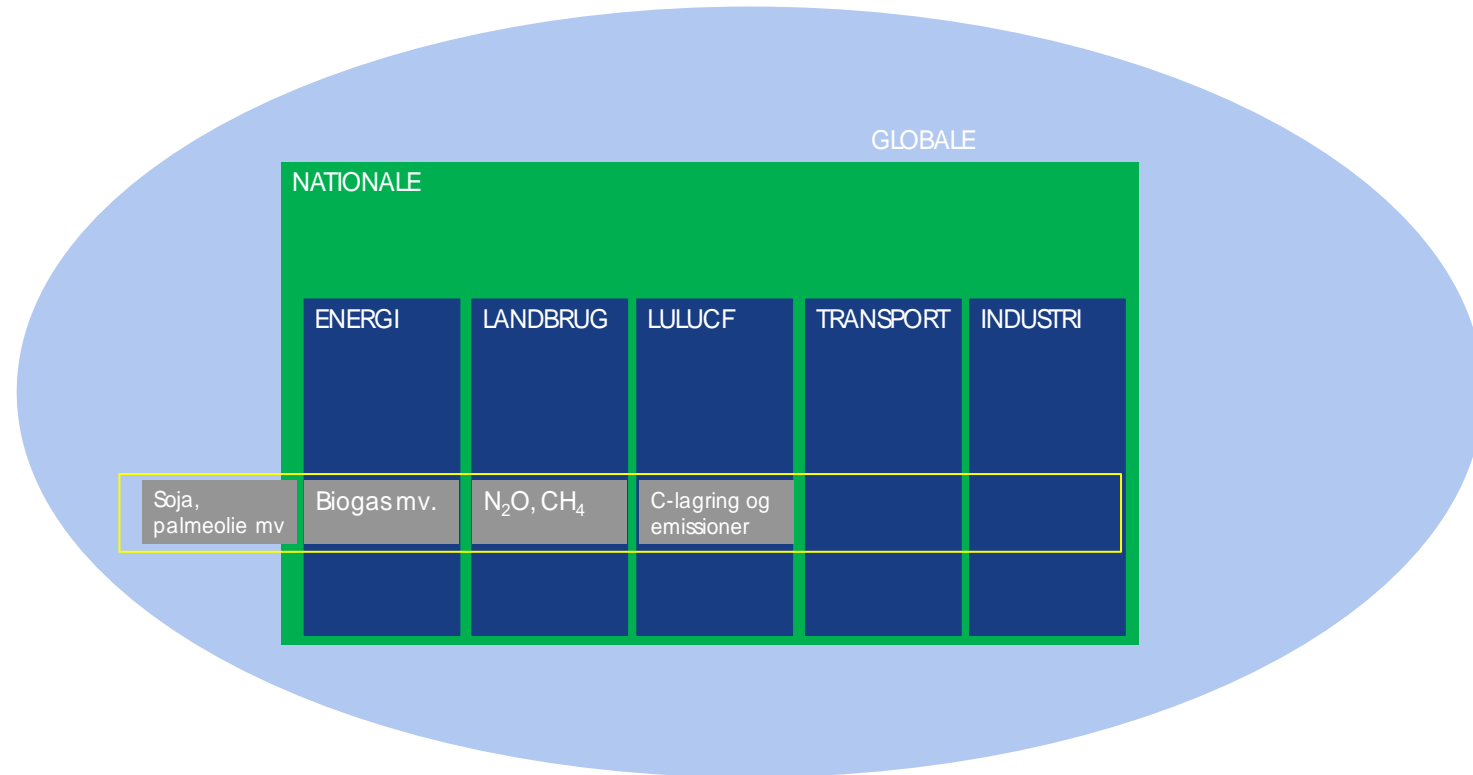 GLOBALE
NATIONALE
ENERGI
LANDBRUG
LULUCF
TRANSPORT
INDUSTRI
Soja,
palmeolie mv
Biogas mv.
N₂O, CH₄
C-lagring og
emissioner